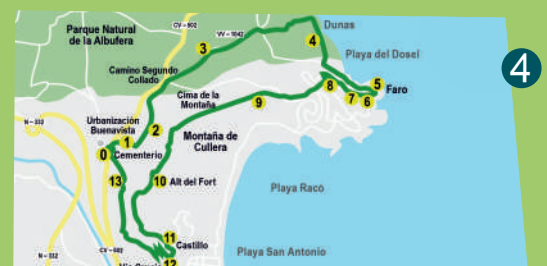 CV-502
Dunas
Parque Natural
de la Albufera
VV-1042
3
4
Playa del Dosel
4
Camino Segundo
Collado
5
Faro
8
7
6
Cima de la
Montaña
9
N-332
Urbanización
Buenavista
1
2
Montaña de
Cullera
0
Cementerio
13
10
Alt del Fort
Playa Racó
11
Castillo
CV-502
Playa San Antonio
N-332
12